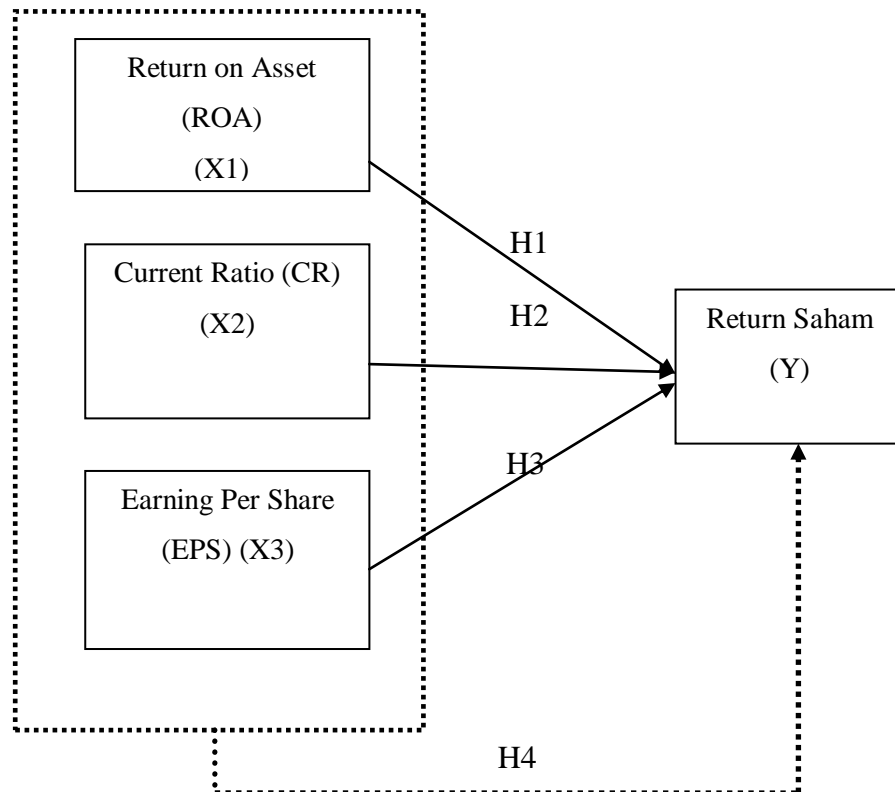 Return on Asset
(ROA)
(X1)
H1
Current Ratio (CR)
(X2)
H2
Return Saham
(Y)
Earning Per Share
(EPS) (X3)
H3
H4